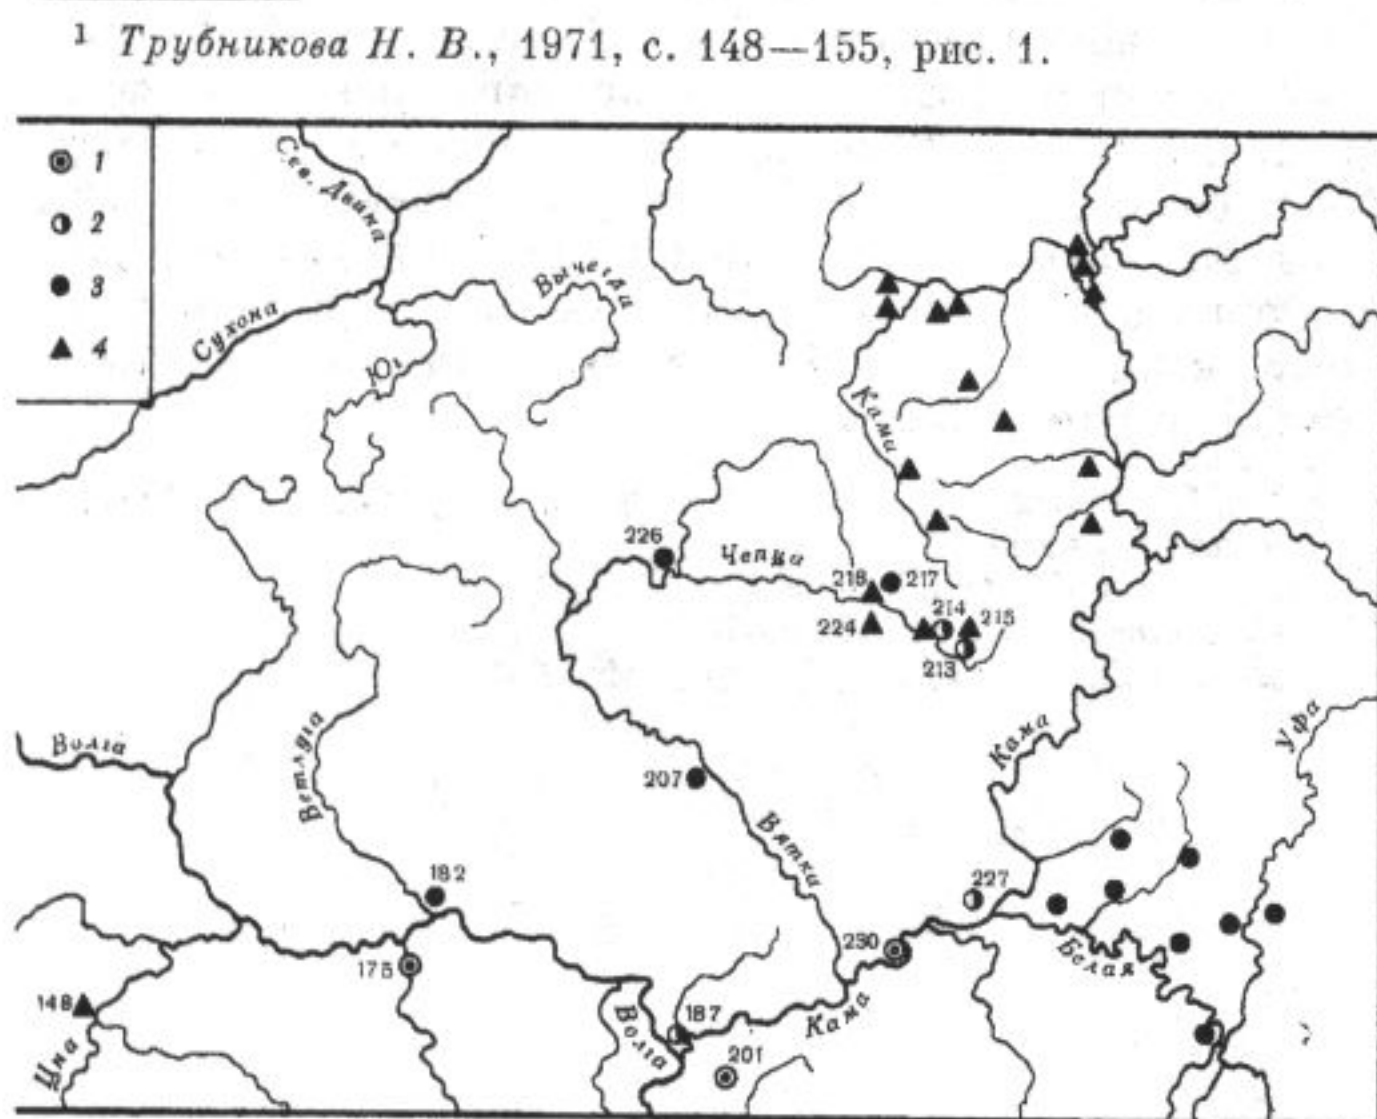 1 Трубникова Н. В., 1971, с. 148—155, рис. 1.
1
2
3
4
Сев. Двина
Сухона
Вычегда
Юг
Кама
226
Чепца
218
217
214
215
224
213
Волга
Ветлуга
207
Вятка
Кама
Уфа
182
227
175
230
Белая
148
Цна
Волга
187
Кама
201